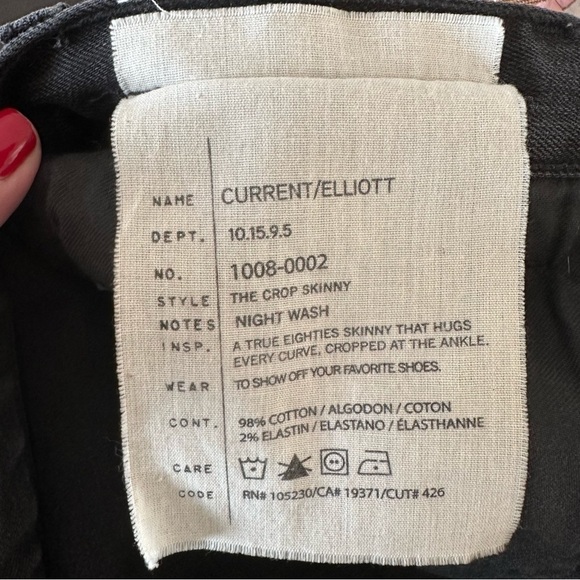 NAME CURRENT/ELLIOTT
DEPT. 10.15.9.5
NO. 1008-0002
STYLE THE CROP SKINNY
NOTES NIGHT WASH
INSP. A TRUE EIGHTIES SKINNY THAT HUGS
EVERY CURVE, CROPPED AT THE ANKLE.
WEAR TO SHOW OFF YOUR FAVORITE SHOES.
CONT. 98% COTTON / ALGODON / COTON
2% ELASTIN / ELASTANO / ÉLASTHANNE
CARE
CODE RN# 105230/CA# 19371/CUT# 426